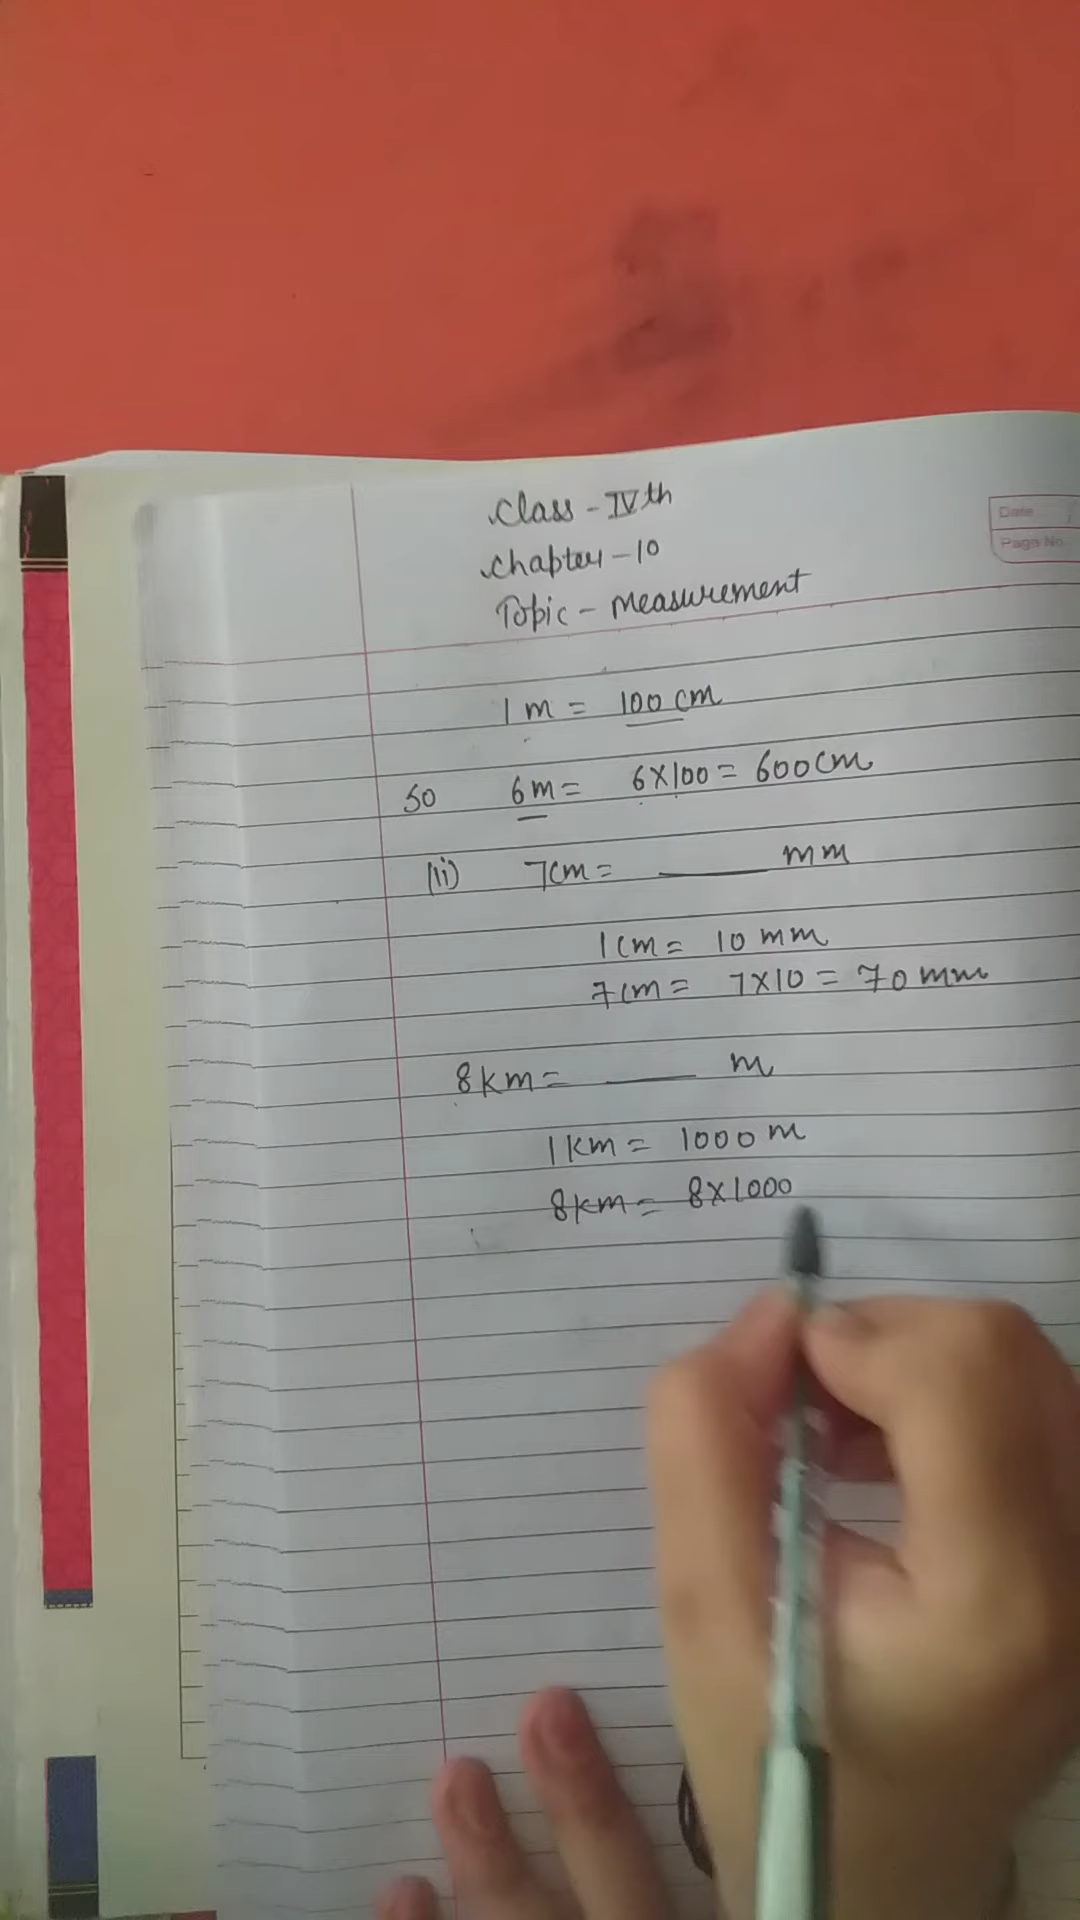 Class - IVth
Chapter - 10
Topic - Measurement
Date
Page No.
1 m = 100 cm
So 6 m = 6×100 = 600 cm
(ii) 7cm = ______ mm
1 cm = 10 mm
7 cm = 7×10 = 70 mm
8 km = ______ m
1 km = 1000 m
8 km = 8×1000